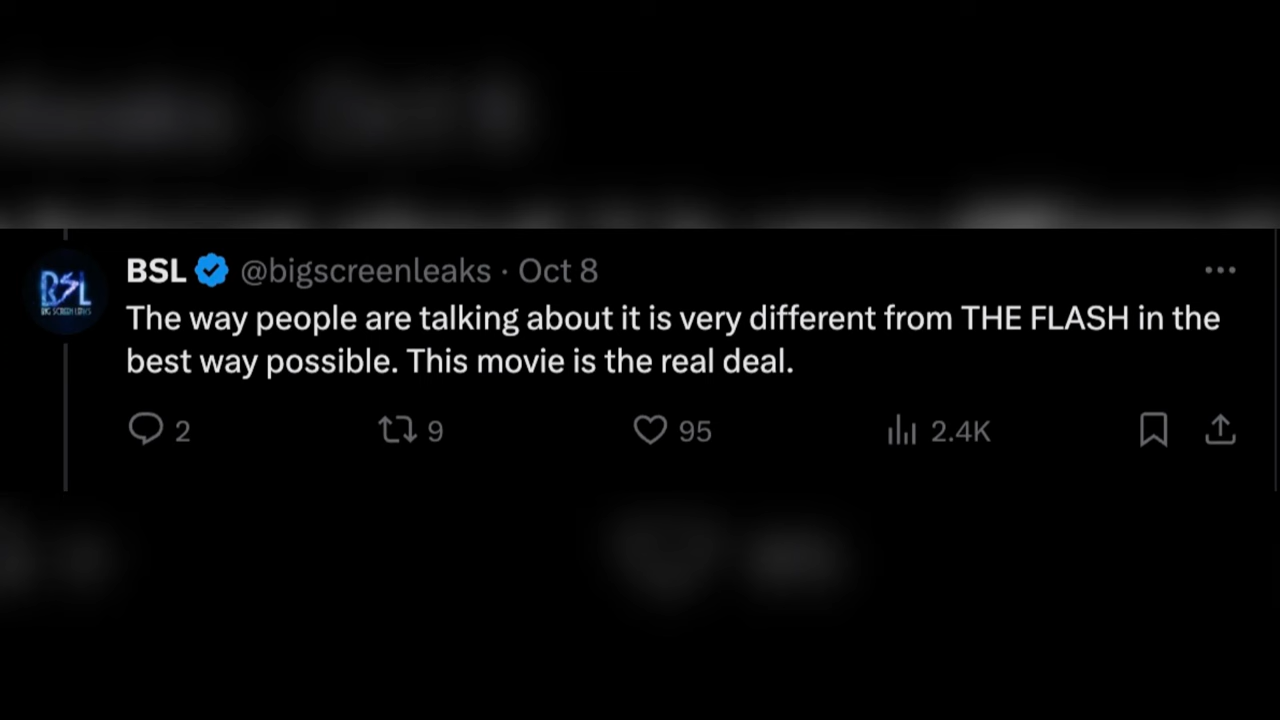 BSL @bigscreenleaks · Oct 8
The way people are talking about it is very different from THE FLASH in the
best way possible. This movie is the real deal.
2 9 95 2.4K
BSL